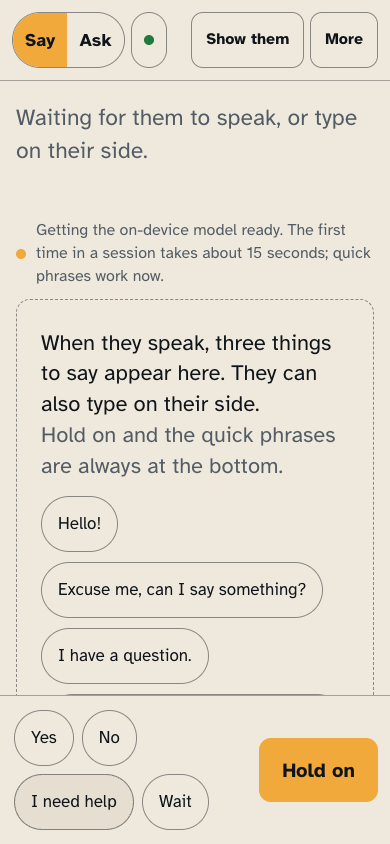 Say
Ask
Show them
More
Waiting for them to speak, or type
on their side.
Getting the on-device model ready. The first
time in a session takes about 15 seconds; quick
phrases work now.
When they speak, three things
to say appear here. They can
also type on their side.
Hold on and the quick phrases
are always at the bottom.
Hello!
Excuse me, can I say something?
I have a question.
Yes
No
Hold on
I need help
Wait